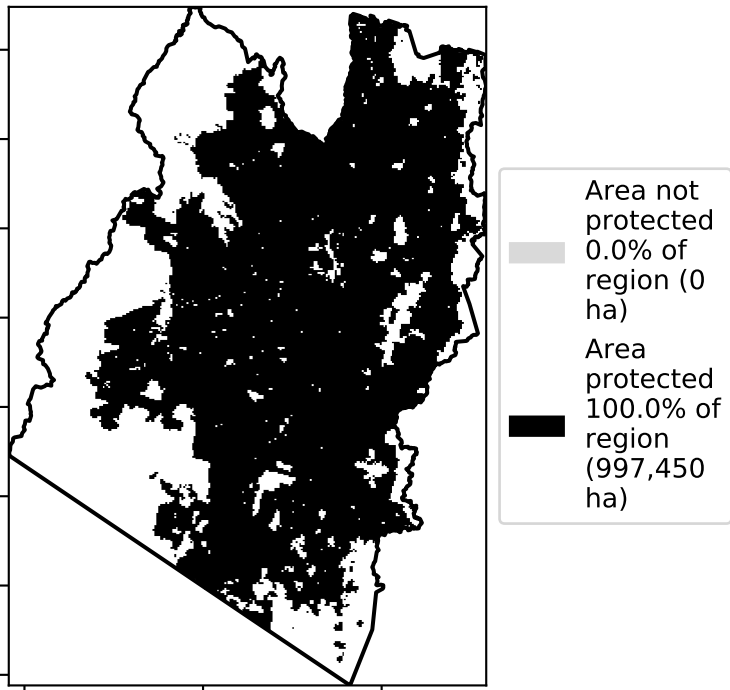 Area not
protected
0.0% of
region (0
ha)
Area
protected
100.0% of
region
(997,450
ha)